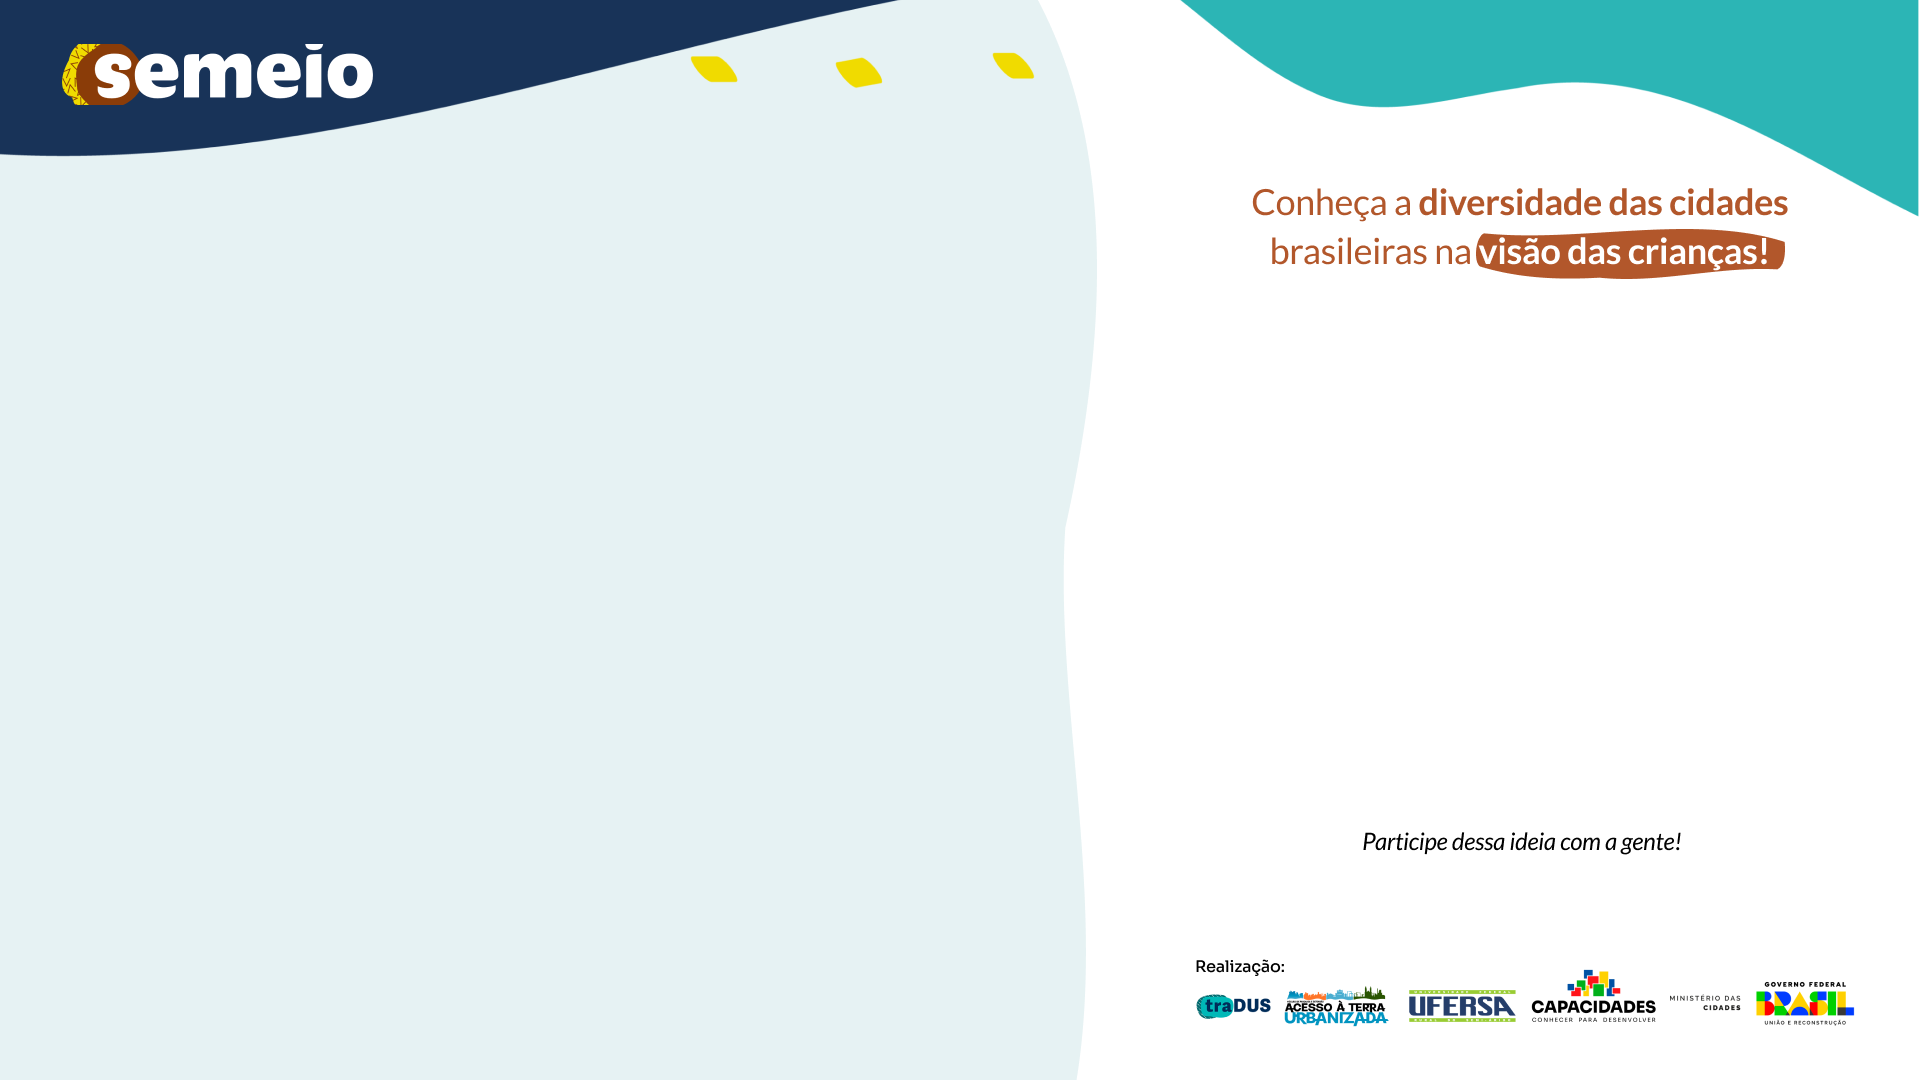 semeio
Conheça a diversidade das cidades
brasileiras na visão das crianças!
Participe dessa ideia com a gente!
Realização:
traDUS
ACESSO À TERRA
URBANIZADA
UFERSA
CAPACIDADES
CONHECER PARA DESENVOLVER
MINISTÉRIO DAS
CIDADES
GOVERNO FEDERAL
BRASIL
UNIÃO E RECONSTRUÇÃO